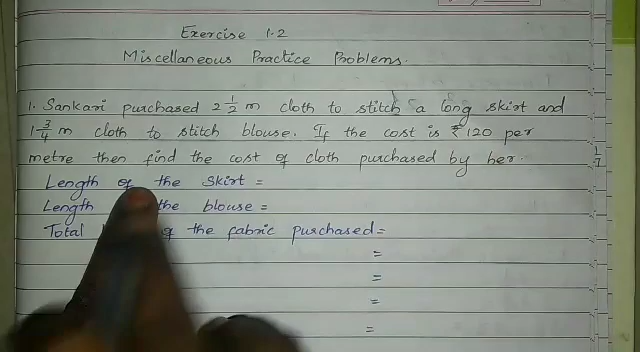 Exercise 1.2
Miscellaneous Practice Problems.
1. Sankari purchased 2 1/2 m cloth to stitch a long skirt and
1 3/4 m cloth to stitch blouse. If the cost is ₹ 120 per
metre then find the cost of cloth purchased by her.
Length of the skirt =
Length the blouse =
Total of the fabric purchased =
=
=
=
=